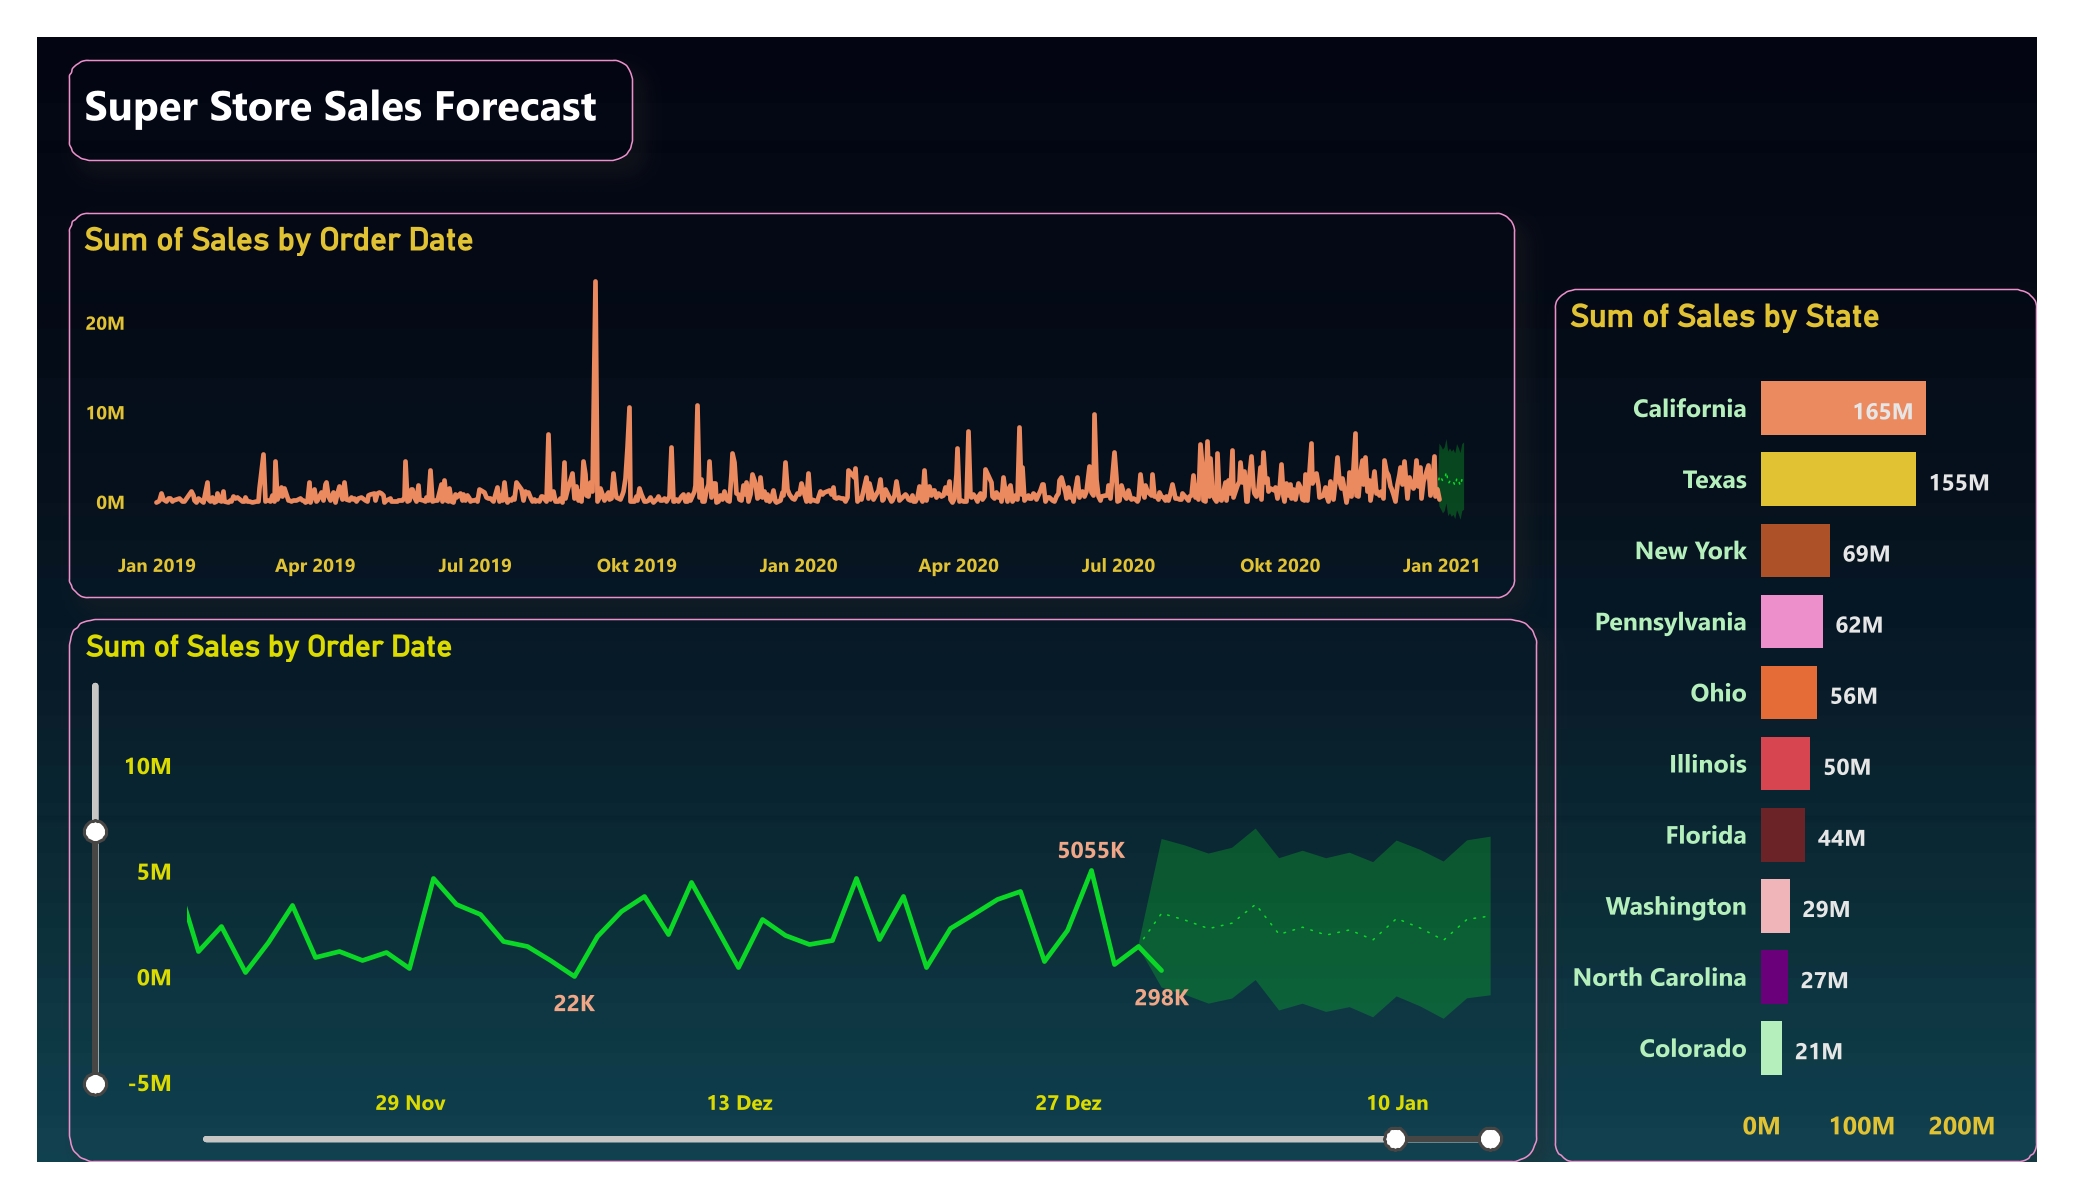 Super Store Sales Forecast
Sum of Sales by Order Date
20M
10M
0M
Jan 2019 Apr 2019 Jul 2019 Okt 2019 Jan 2020 Apr 2020 Jul 2020 Okt 2020 Jan 2021
Sum of Sales by Order Date
10M
5M
0M
-5M
5055K
22K
298K
29 Nov 13 Dez 27 Dez 10 Jan
Sum of Sales by State
California 165M
Texas 155M
New York 69M
Pennsylvania 62M
Ohio 56M
Illinois 50M
Florida 44M
Washington 29M
North Carolina 27M
Colorado 21M
0M 100M 200M